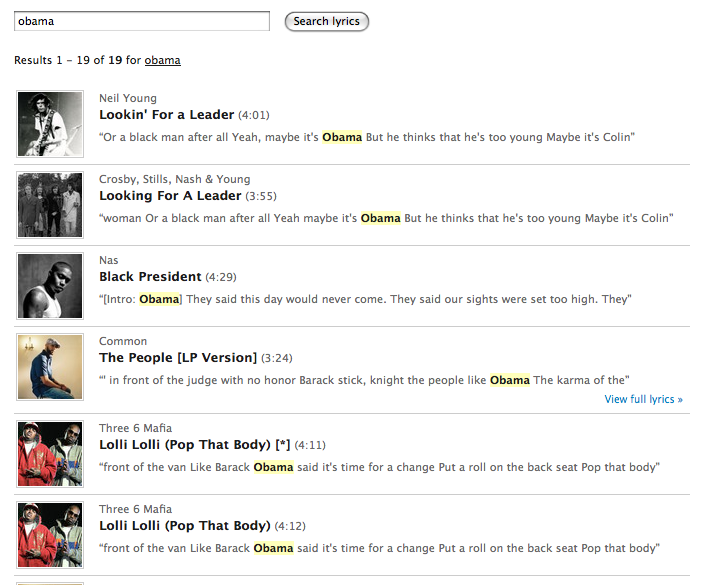 obama
Search lyrics
Results 1 – 19 of 19 for obama
Neil Young
Lookin' For a Leader (4:01)
“Or a black man after all Yeah, maybe it's Obama But he thinks that he's too young Maybe it's Colin”
Crosby, Stills, Nash & Young
Looking For A Leader (3:55)
“woman Or a black man after all Yeah maybe it's Obama But he thinks that he's too young Maybe it's Colin”
Nas
Black President (4:29)
“[Intro: Obama] They said this day would never come. They said our sights were set too high. They”
Common
The People [LP Version] (3:24)
“' in front of the judge with no honor Barack stick, knight the people like Obama The karma of the”
View full lyrics »
Three 6 Mafia
Lolli Lolli (Pop That Body) [*] (4:11)
“front of the van Like Barack Obama said it's time for a change Put a roll on the back seat Pop that body”
Three 6 Mafia
Lolli Lolli (Pop That Body) (4:12)
“front of the van Like Barack Obama said it's time for a change Put a roll on the back seat Pop that body”